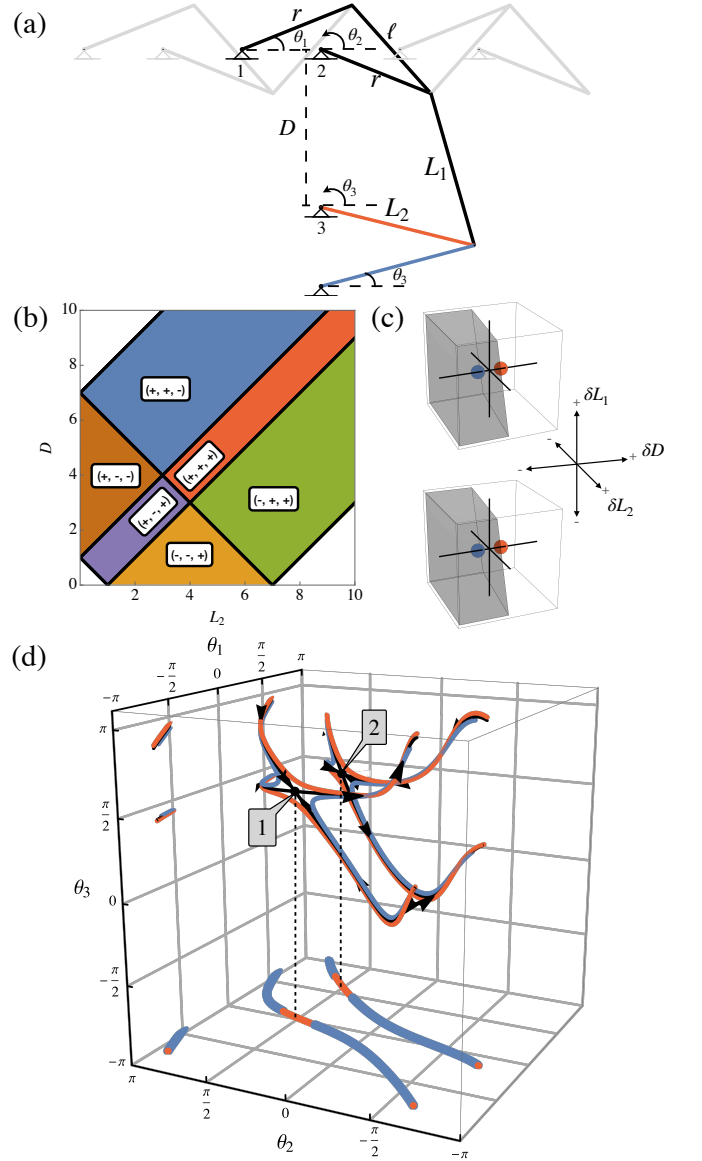 (a)
r
θ₁
θ₂
ℓ
1
2
r
D
L₁
θ₃
L₂
3
θ₃
(b)
10
8
6
4
2
0
D
(+, +, -)
(+, -, -)
(+, +, +)
(+, -, +)
(-, +, +)
(-, -, +)
2
4
6
8
10
L₂
(c)
+ δL₁
- + δD
-
+
δL₂
-
(d)
θ₁
-π
-π/2
0
π/2
π
π
π/2
θ₃
0
-π/2
-π
1
2
π
π/2
0
-π/2
-π
θ₂